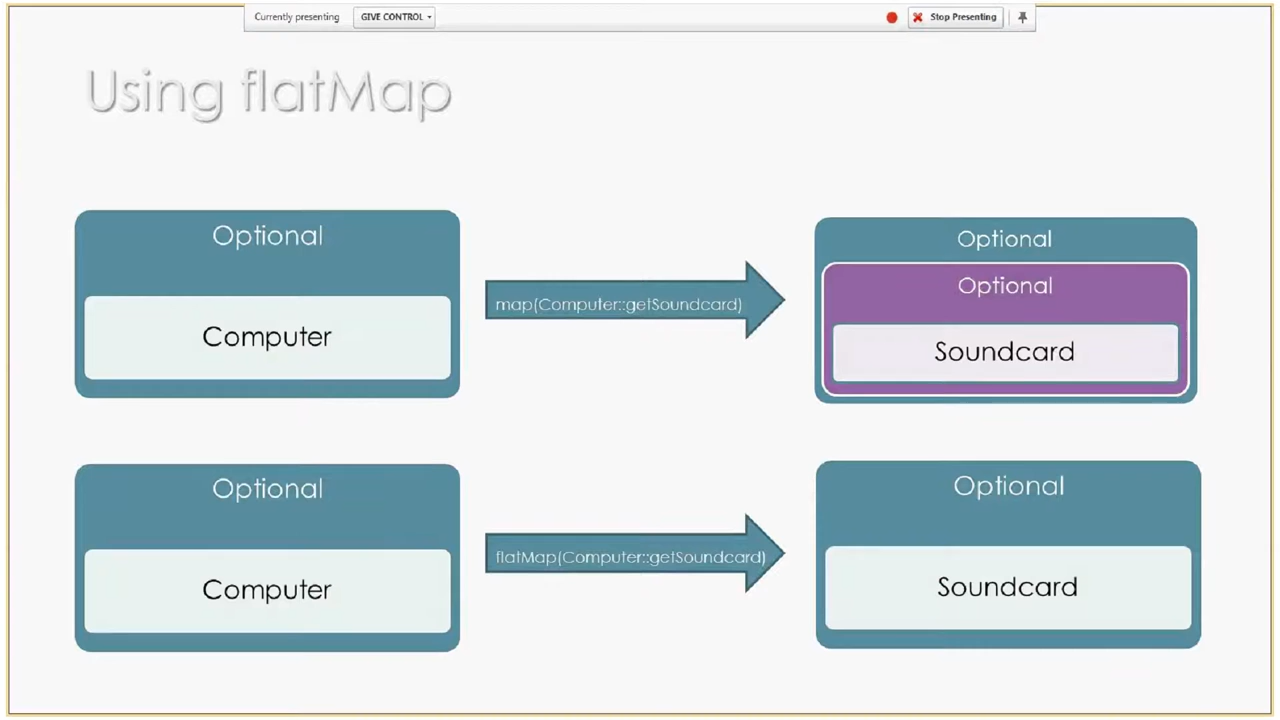 Currently presenting GIVE CONTROL Stop Presenting
Using flatMap
Optional
Computer
map(Computer::getSoundcard)
Optional
Optional
Soundcard
Optional
Computer
flatMap(Computer::getSoundcard)
Optional
Soundcard